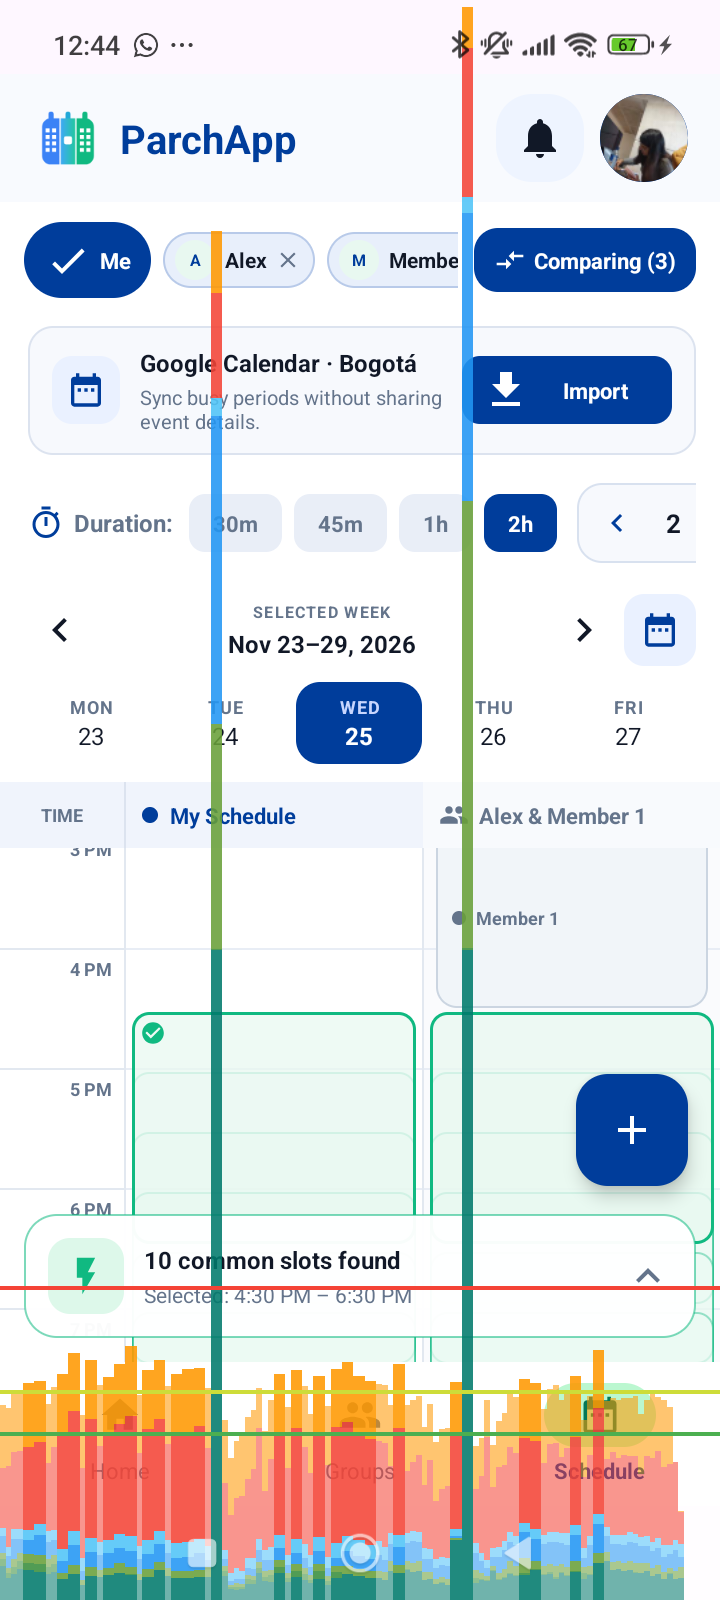 12:44
67
ParchApp
Me
A Alex
M Membe
Comparing (3)
Google Calendar · Bogotá
Sync busy periods without sharing
event details.
Import
Duration:
30m
45m
1h
2h
2
SELECTED WEEK
Nov 23–29, 2026
MON
TUE
WED
THU
FRI
23
24
25
26
27
TIME
My Schedule
Alex & Member 1
3 PM
Member 1
4 PM
5 PM
6 PM
10 common slots found
Selected: 4:30 PM – 6:30 PM
Home
Groups
Schedule